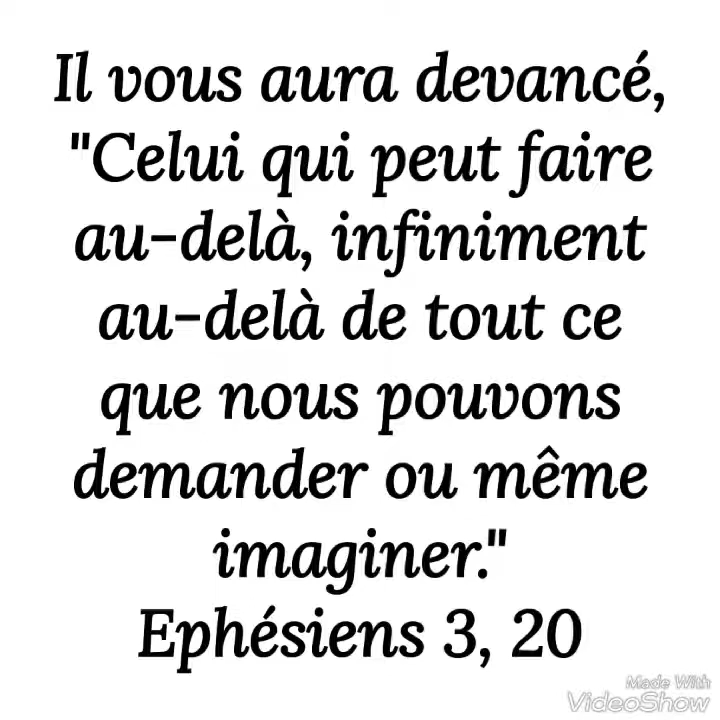 Il vous aura devancé,
"Celui qui peut faire
au-delà, infiniment
au-delà de tout ce
que nous pouvons
demander ou même
imaginer."
Ephésiens 3, 20
Made With
VideoShow